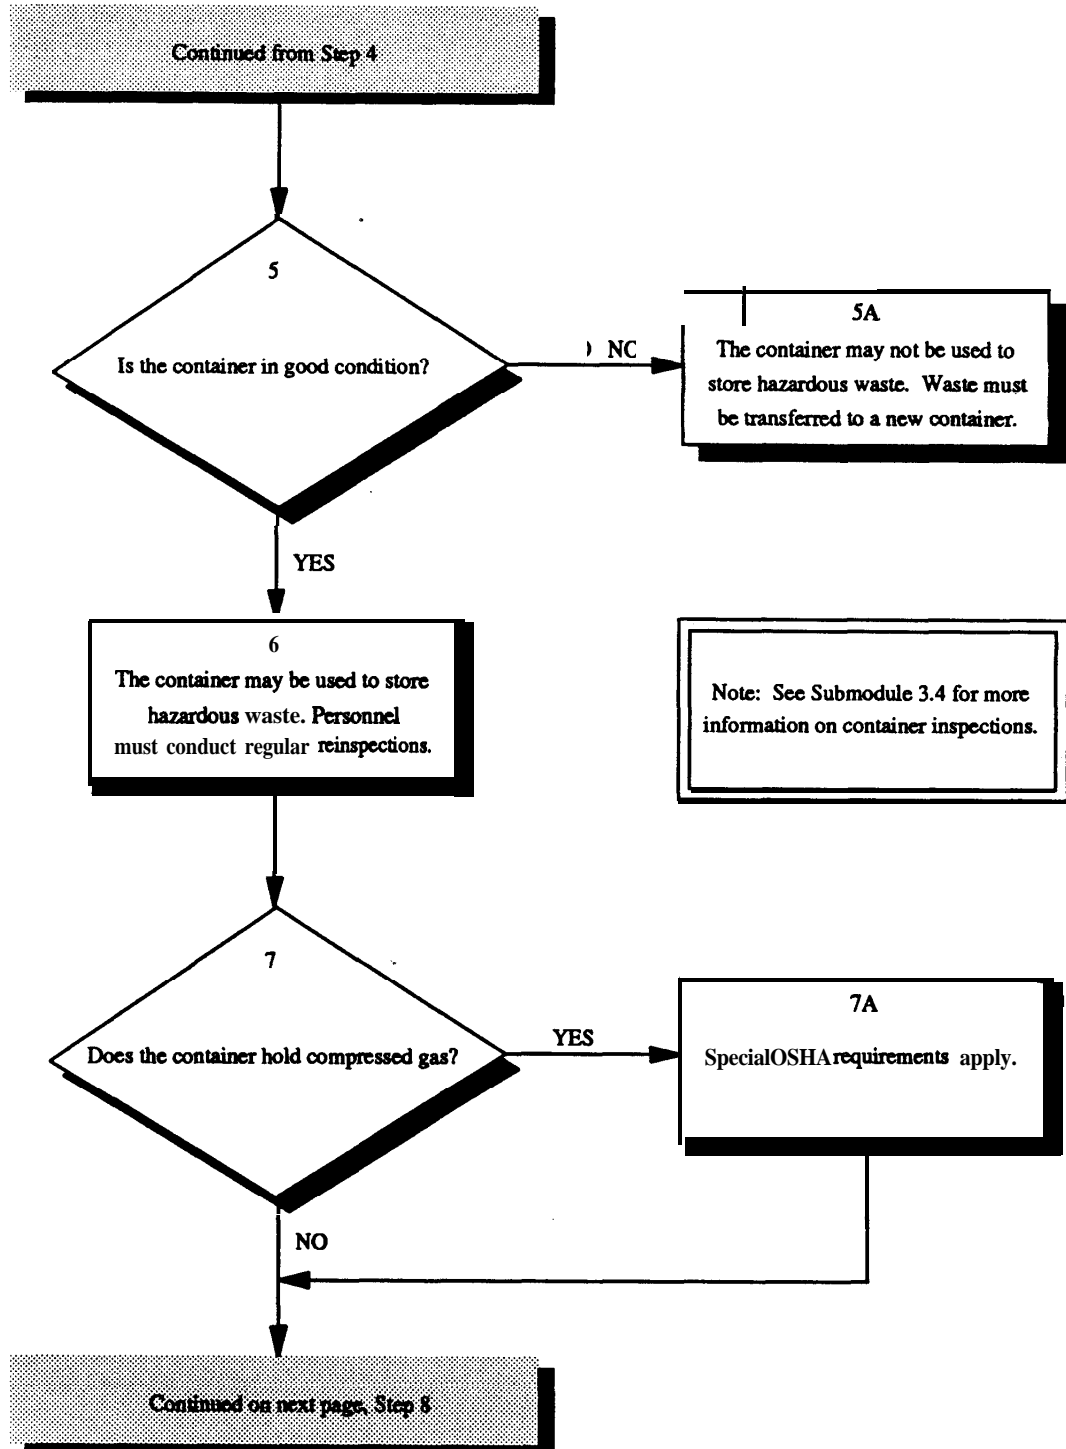 Continued from Step 4
5
Is the container in good condition?
NO
5A
The container may not be used to
store hazardous waste. Waste must
be transferred to a new container.
YES
6
The container may be used to store
hazardous waste. Personnel
must conduct regular reinspections.
Note: See Submodule 3.4 for more
information on container inspections.
7
Does the container hold compressed gas?
YES
7A
SpecialOSHA requirements apply.
NO
Continued on next page, Step 8